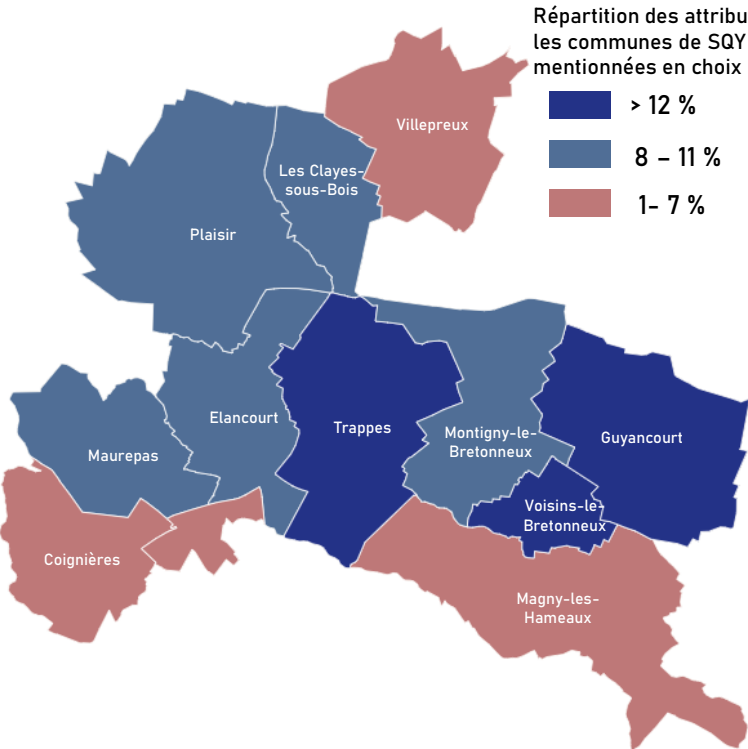 Répartition des attribu
les communes de SQY
mentionnées en choix
> 12 %
8 – 11 %
1– 7 %
Villepreux
Les Clayes-
sous-Bois
Plaisir
Elancourt
Trappes
Montigny-le-
Bretonneux
Guyancourt
Maurepas
Voisins-le-
Bretonneux
Coignières
Magny-les-
Hameaux